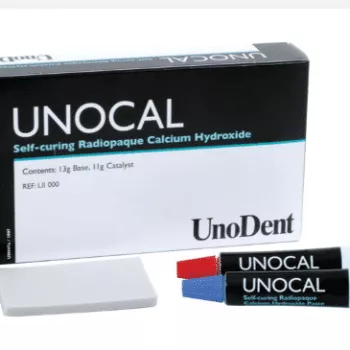 UNOCAL
Self-curing Radiopaque Calcium Hydroxide
Contents: 13g Base, 11g Catalyst
REF: LII 000
UnoDent
UNOCAL
UNOCAL
Self-curing Radiopaque
Calcium Hydroxide Paste